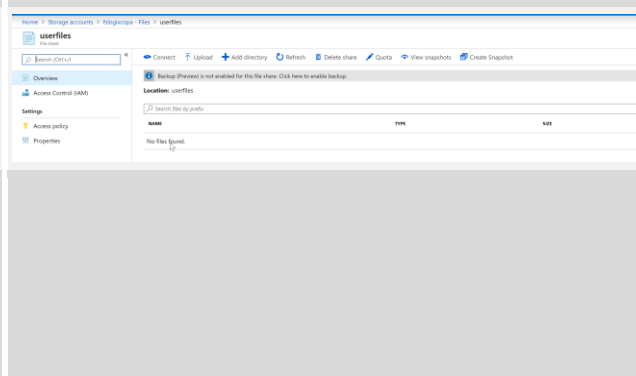 Home > Storage accounts > fslogixcspa - Files > userfiles
userfiles
File share
Search (Ctrl+/)
Overview
Access Control (IAM)
Settings
Access policy
Properties
Connect Upload Add directory Refresh Delete share Quota View snapshots Create Snapshot
Backup (Preview) is not enabled for this file share. Click here to enable backup.
Location: userfiles
Search files by prefix
NAME TYPE SIZE
No files found.